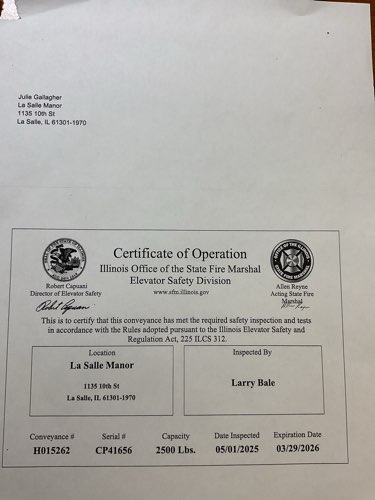 Julie Gallagher
La Salle Manor
1135 10th St
La Salle, IL 61301-1970
Certificate of Operation
Illinois Office of the State Fire Marshal
Elevator Safety Division
www.sfm.illinois.gov
Robert Capuani
Director of Elevator Safety
Robert Capuani
Allen Reyne
Acting State Fire
Marshal
This is to certify that this conveyance has met the required safety inspection and tests
in accordance with the Rules adopted pursuant to the Illinois Elevator Safety and
Regulation Act, 225 ILCS 312.
Location
La Salle Manor
1135 10th St
La Salle, IL 61301-1970
Inspected By
Larry Bale
Conveyance # Serial # Capacity Date Inspected Expiration Date
H015262 CP41656 2500 Lbs. 05/01/2025 03/29/2026